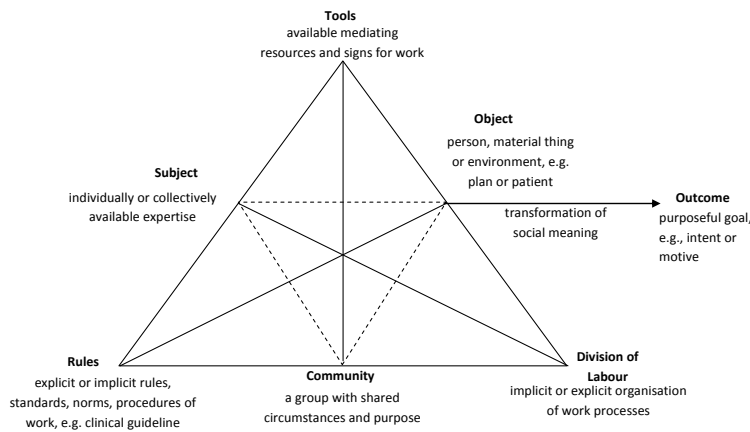 Tools
available mediating
resources and signs for work
Object
person, material thing
or environment, e.g.
plan or patient
Subject
individually or collectively
available expertise
Outcome
purposeful goal,
e.g., intent or
motive
transformation of
social meaning
Rules
explicit or implicit rules,
standards, norms, procedures of
work, e.g. clinical guideline
Community
a group with shared
circumstances and purpose
Division of
Labour
implicit or explicit organisation
of work processes